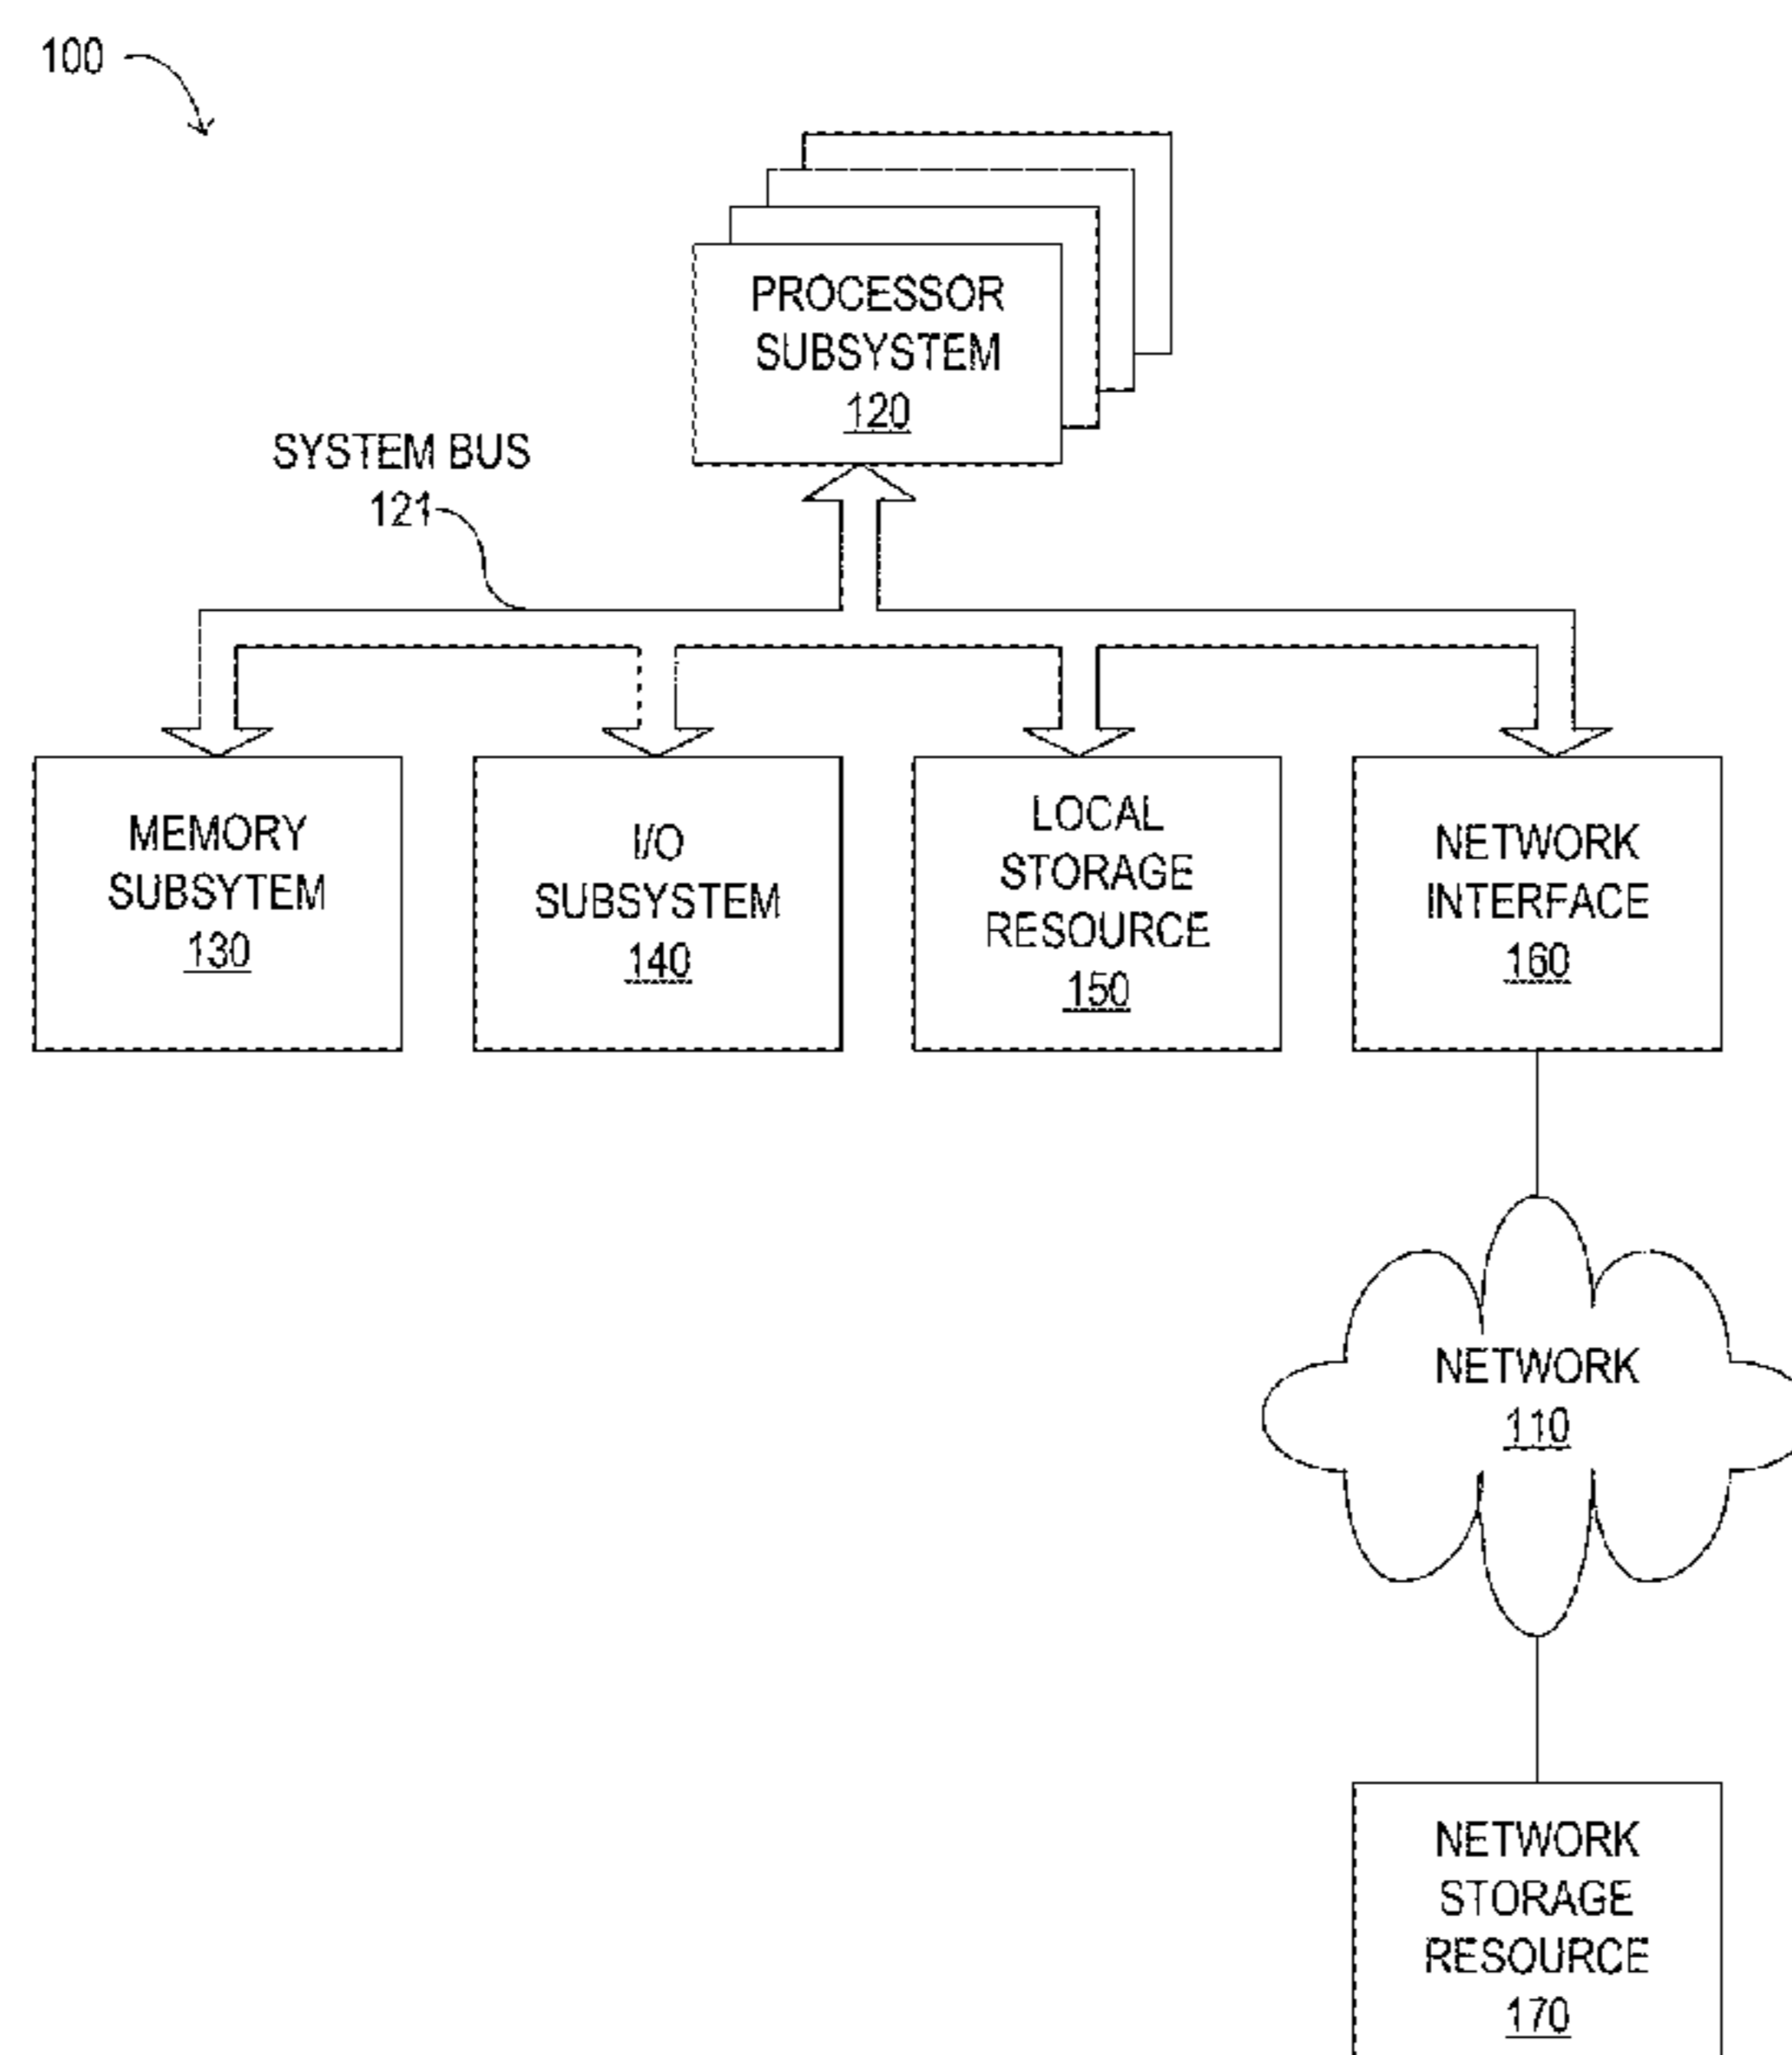 100
PROCESSOR
SUBSYSTEM
120
SYSTEM BUS
121
MEMORY
SUBSYTEM
130
I/O
SUBSYSTEM
140
LOCAL
STORAGE
RESOURCE
150
NETWORK
INTERFACE
160
NETWORK
110
NETWORK
STORAGE
RESOURCE
170